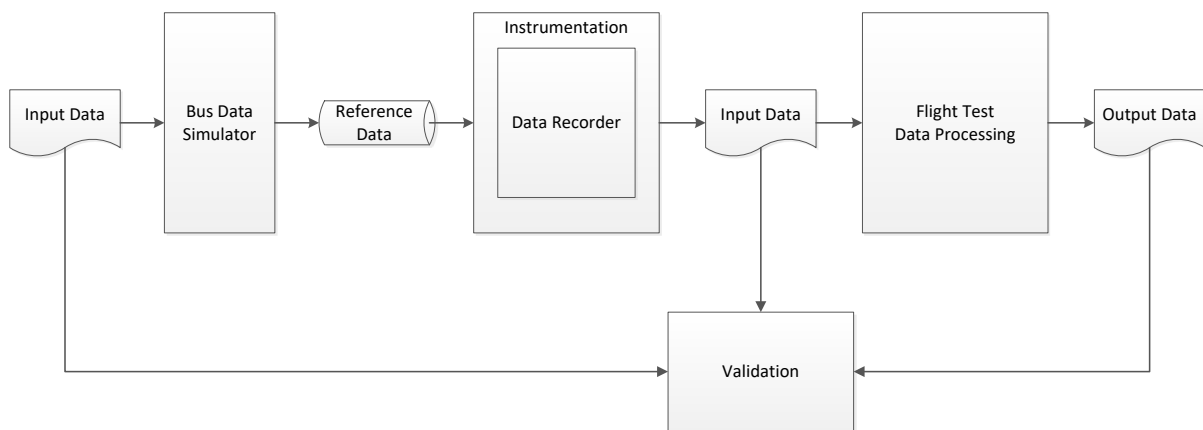 Instrumentation
Input Data
Bus Data
Simulator
Reference
Data
Data Recorder
Input Data
Flight Test
Data Processing
Output Data
Validation